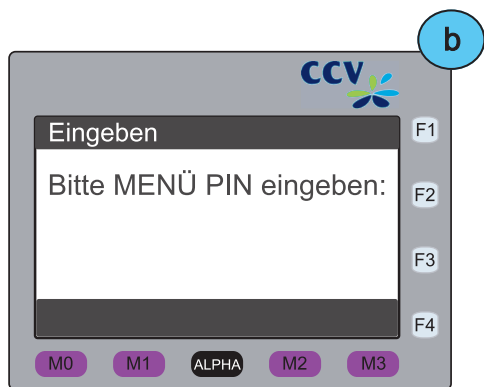 b
CCV
Eingeben
F1
Bitte MENÜ PIN eingeben:
F2
F3
F4
M0 M1 ALPHA M2 M3